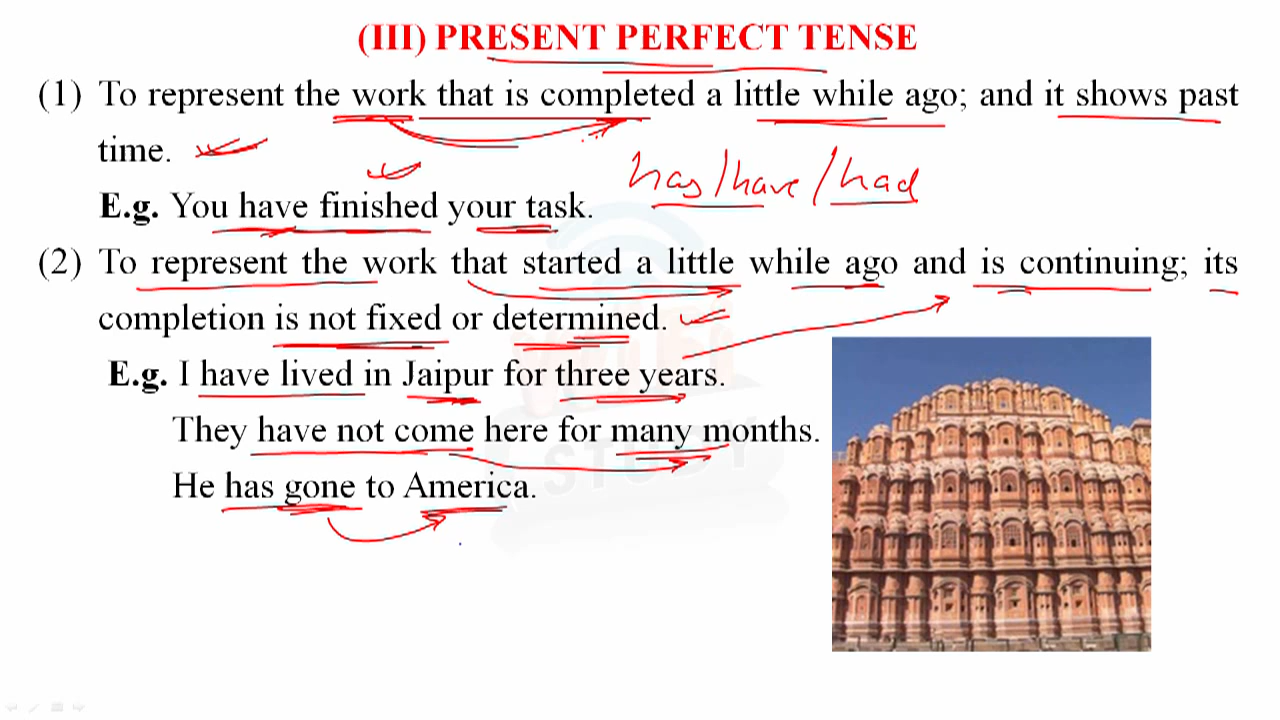 (III) PRESENT PERFECT TENSE
(1) To represent the work that is completed a little while ago; and it shows past
time.
has/have/had
E.g. You have finished your task.
(2) To represent the work that started a little while ago and is continuing; its
completion is not fixed or determined.
E.g. I have lived in Jaipur for three years.
They have not come here for many months.
He has gone to America.
STUDY